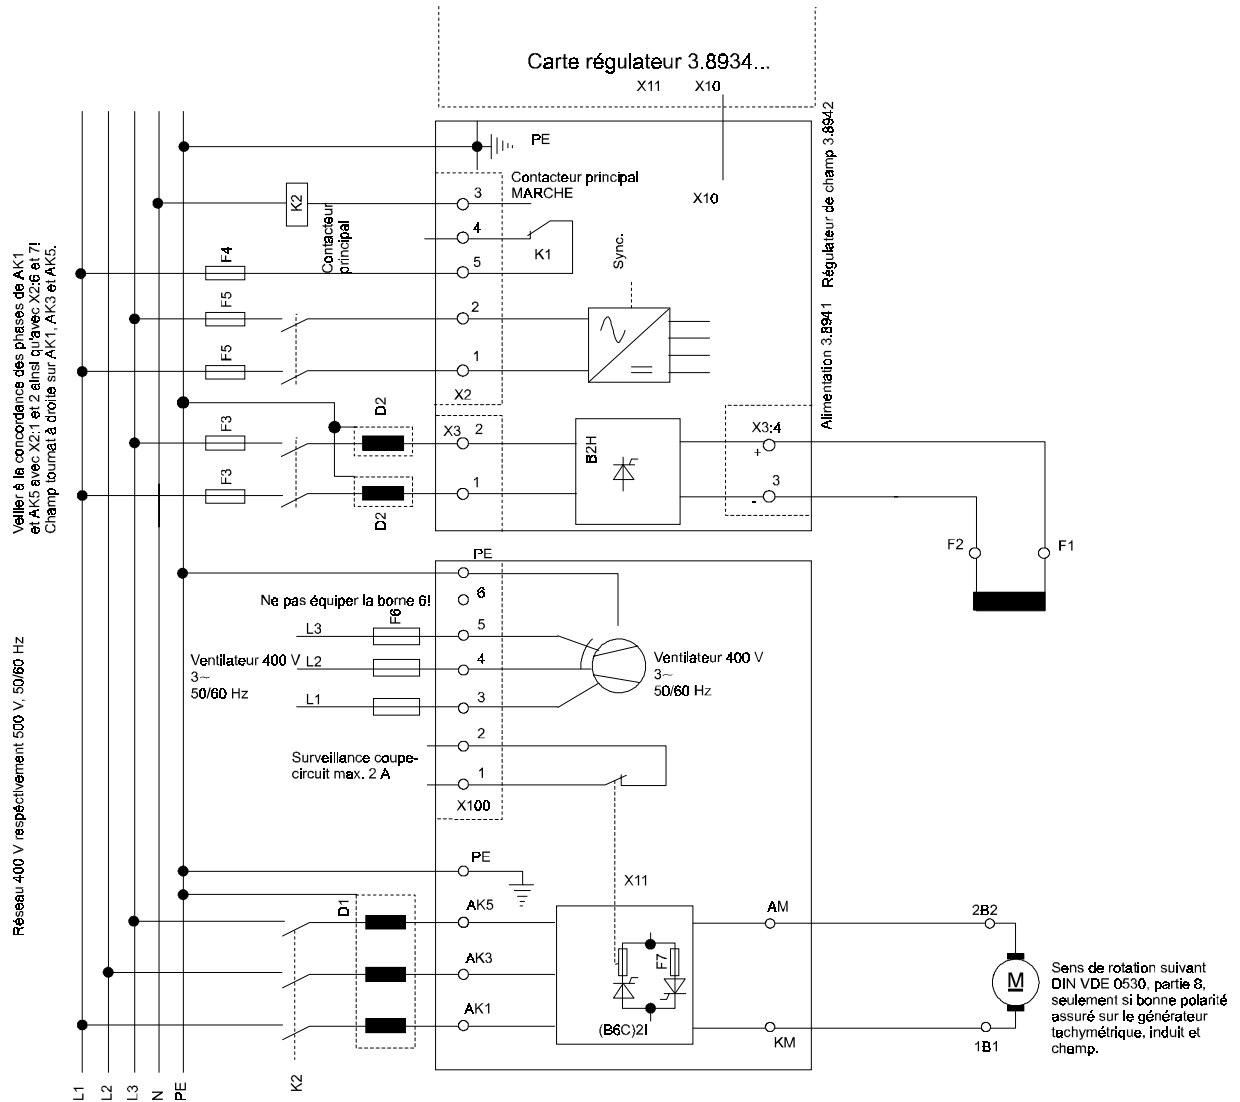 Carte régulateur 3.8934...
X11 X10
PE
Contacteur principal
MARCHE
X10
3
K2
Contacteur
principal
4
K1
5
F4
Sync.
F5
2
F5
1
X2
Régulateur de champ 3.8942
Alimentation 3.8941
Veiller à la concordance des phases de AK1
et AK5 avec X2:1 et 2 ainsi qu'avec X2:6 et 7!
Champ tournat à droite sur AK1, AK3 et AK5.
D2
X3 2
F3
B2H
X3:4
+
F3
1
3
-
D2
F2 F1
PE
Ne pas équiper la borne 6!
6
F6
L3
5
Ventilateur 400 V
3~
50/60 Hz
L2
4
Ventilateur 400 V
3~
50/60 Hz
L1
3
2
Surveillance coupe-
circuit max. 2 A
1
X100
Réseau 400 V respéctivement 500 V, 50/60 Hz
PE
X11
D1
AK5
AM
2B2
AK3
F7
M
AK1
(B6C)2I
KM
1B1
Sens de rotation suivant
DIN VDE 0530, partie 8,
seulement si bonne polarité
assuré sur le générateur
tachymétrique, induit et
champ.
L1 L2 L3 N PE K2